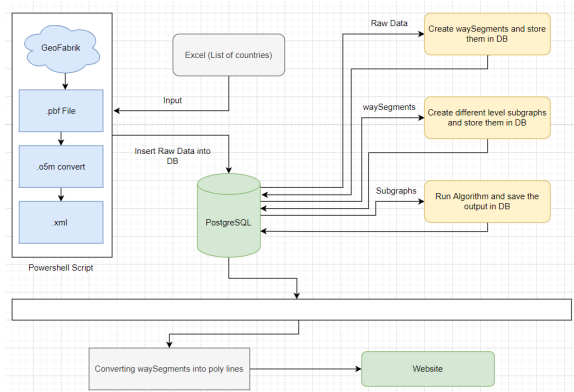 GeoFabrik
.pbf File
.o5m convert
.xml
Powershell Script
Excel (List of countries)
Input
Insert Raw Data into
DB
PostgreSQL
Raw Data
Create waySegments and store
them in DB
waySegments
Create different level subgraphs
and store them in DB
Subgraphs
Run Algorithm and save the
output in DB
Converting waySegments into poly lines
Website